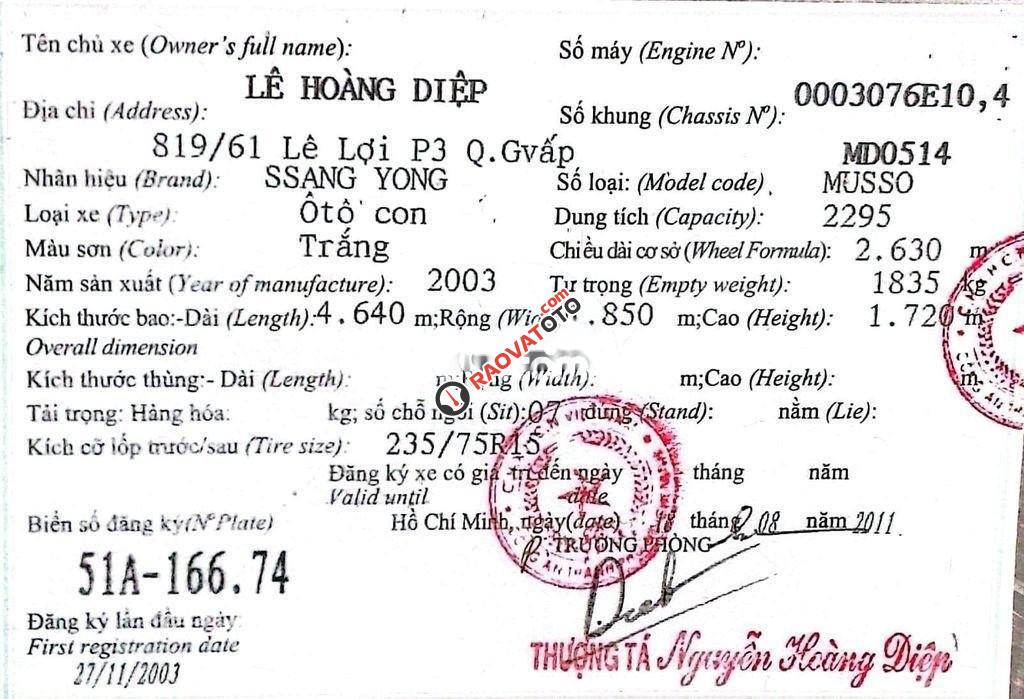 Tên chủ xe (Owner's full name):
LÊ HOÀNG DIỆP
Địa chỉ (Address):
819/61 Lê Lợi P3 Q.Gvấp
Nhãn hiệu (Brand): SSANG YONG
Loại xe (Type): Ôtô con
Màu sơn (Color): Trắng
Năm sản xuất (Year of manufacture): 2003
Số máy (Engine Nº):
0003076E10,4
Số khung (Chassis Nº):
MD0514
Số loại: (Model code) MUSSO
Dung tích (Capacity): 2295
Chiều dài cơ sở (Wheel Formula): 2.630 m
Tự trọng (Empty weight): 1835 kg
Kích thước bao:-Dài (Length): 4.640 m;Rộng .850 m;Cao (Height): 1.720 m
Overall dimension
Kích thước thùng:- Dài (Length): (Width): m;Cao (Height): m
Tải trọng: Hàng hóa: kg; số chỗ ngồi (Sit): 07 đứng (Stand): nằm (Lie):
Kích cỡ lốp trước/sau (Tire size): 235/75R15
Đăng ký xe có giá trị đến ngày tháng năm
Valid until date
Biển số đăng ký(Nº Plate)
51A-166.74
Đăng ký lần đầu ngày
First registration date
27/11/2003
Hồ Chí Minh, ngày(date) 18 tháng 08 năm 2011
TRƯỞNG PHÒNG
THƯỢNG TÁ Nguyễn Hoàng Diệp
RAOVATOTO.com